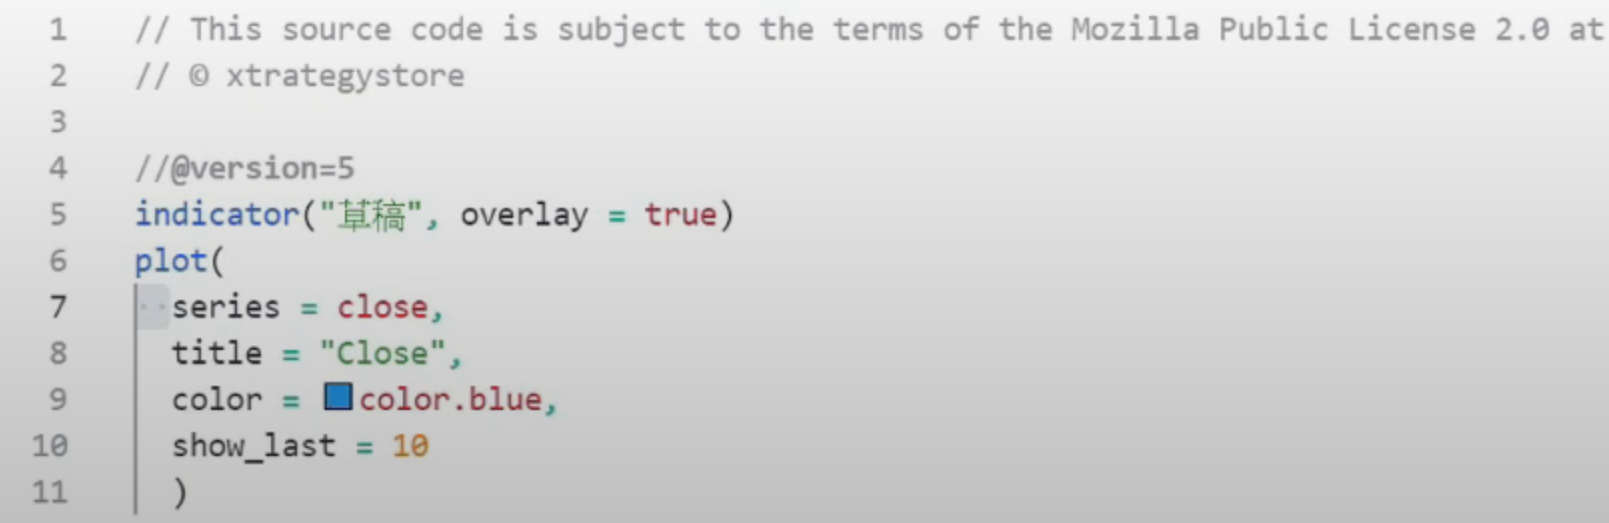 1 // This source code is subject to the terms of the Mozilla Public License 2.0 at
2 // © xtrategystore
3
4 //@version=5
5 indicator("草稿", overlay = true)
6 plot(
7 series = close,
8 title = "Close",
9 color = color.blue,
10 show_last = 10
11 )